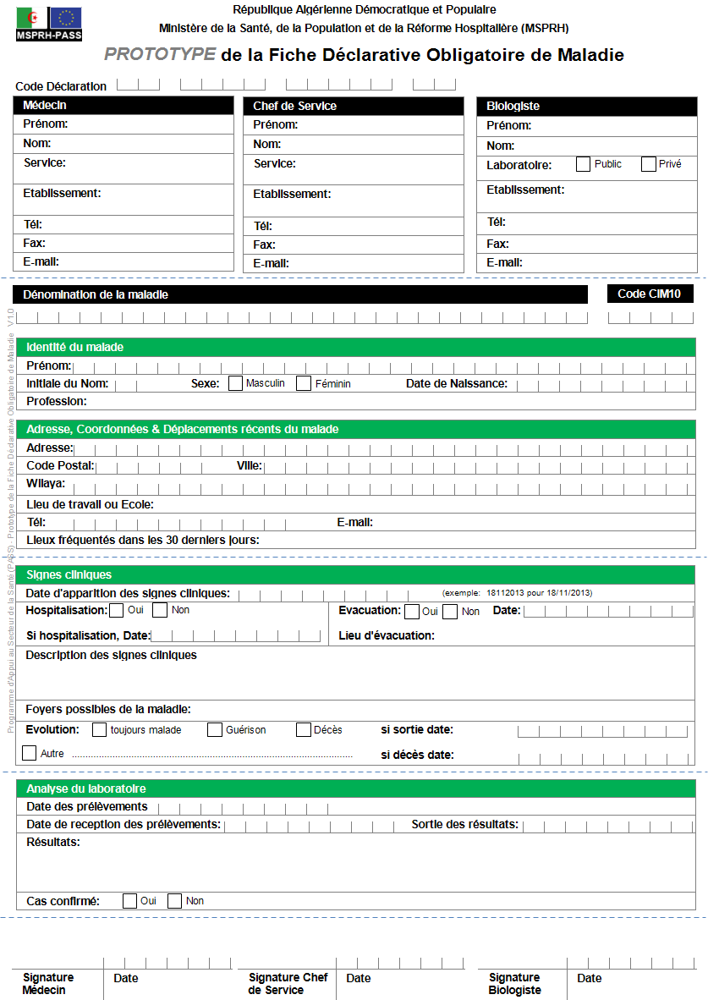 République Algérienne Démocratique et Populaire
Ministère de la Santé, de la Population et de la Réforme Hospitalière (MSPRH)
MSPRH-PASS
PROTOTYPE de la Fiche Déclarative Obligatoire de Maladie
Code Déclaration
Médecin
Prénom:
Nom:
Service:
Etablissement:
Tél:
Fax:
E-mail:
Chef de Service
Prénom:
Nom:
Service:
Etablissement:
Tél:
Fax:
E-mail:
Biologiste
Prénom:
Nom:
Laboratoire: Public Privé
Etablissement:
Tél:
Fax:
E-mail:
Dénomination de la maladie Code CIM10
Identité du malade
Prénom:
Initiale du Nom: Sexe: Masculin Féminin Date de Naissance:
Profession:
Adresse, Coordonnées & Déplacements récents du malade
Adresse:
Code Postal: Ville:
Wilaya:
Lieu de travail ou Ecole:
Tél: E-mail:
Lieux fréquentés dans les 30 derniers jours:
Signes cliniques
Date d'apparition des signes cliniques: (exemple: 18112013 pour 18/11/2013)
Hospitalisation: Oui Non Evacuation: Oui Non Date:
Si hospitalisation, Date: Lieu d'évacuation:
Description des signes cliniques
Foyers possibles de la maladie:
Evolution: toujours malade Guérison Décès si sortie date:
Autre ........ si décès date:
Analyse du laboratoire
Date des prélèvements
Date de reception des prélèvements: Sortie des résultats:
Résultats:
Cas confirmé: Oui Non
Signature Médecin Date
Signature Chef de Service Date
Signature Biologiste Date
Programme d'Appui au Secteur de la Santé (PASS) - Prototype de la Fiche Déclarative Obligatoire de Maladie V1.0